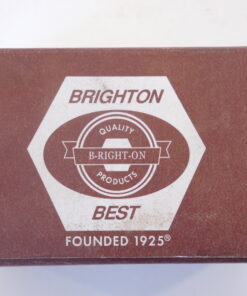 BRIGHTON
QUALITY
B-RIGHT-ON
PRODUCTS
BEST
FOUNDED 1925®